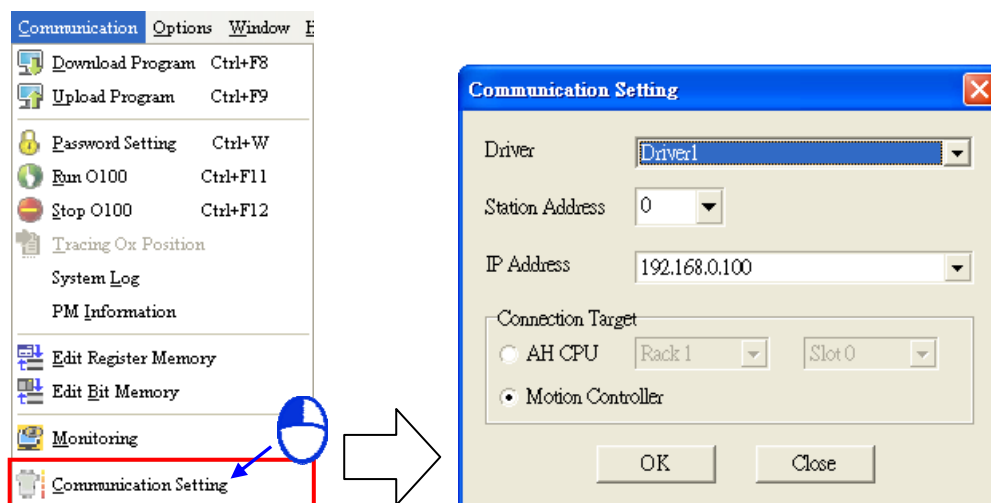 Communication Options Window
Download Program Ctrl+F8
Upload Program Ctrl+F9
Password Setting Ctrl+W
Run O100 Ctrl+F11
Stop O100 Ctrl+F12
Tracing Ox Position
System Log
PM Information
Edit Register Memory
Edit Bit Memory
Monitoring
Communication Setting
Communication Setting
Driver Driver1
Station Address 0
IP Address 192.168.0.100
Connection Target
AH CPU Rack 1 Slot 0
Motion Controller
OK Close